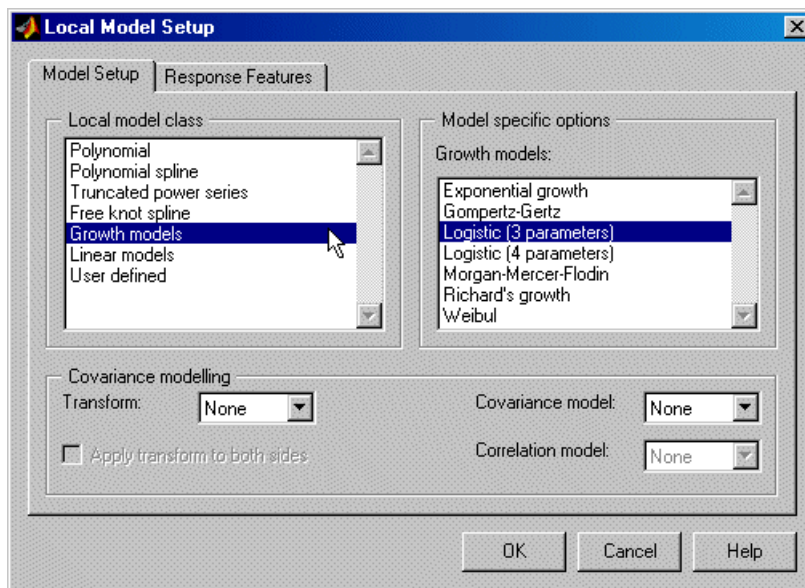 Local Model Setup
Model Setup
Response Features
Local model class
Polynomial
Polynomial spline
Truncated power series
Free knot spline
Growth models
Linear models
User defined
Model specific options
Growth models:
Exponential growth
Gompertz-Gertz
Logistic (3 parameters)
Logistic (4 parameters)
Morgan-Mercer-Flodin
Richard's growth
Weibul
Covariance modelling
Transform:
None
Apply transform to both sides
Covariance model:
None
Correlation model:
None
OK
Cancel
Help